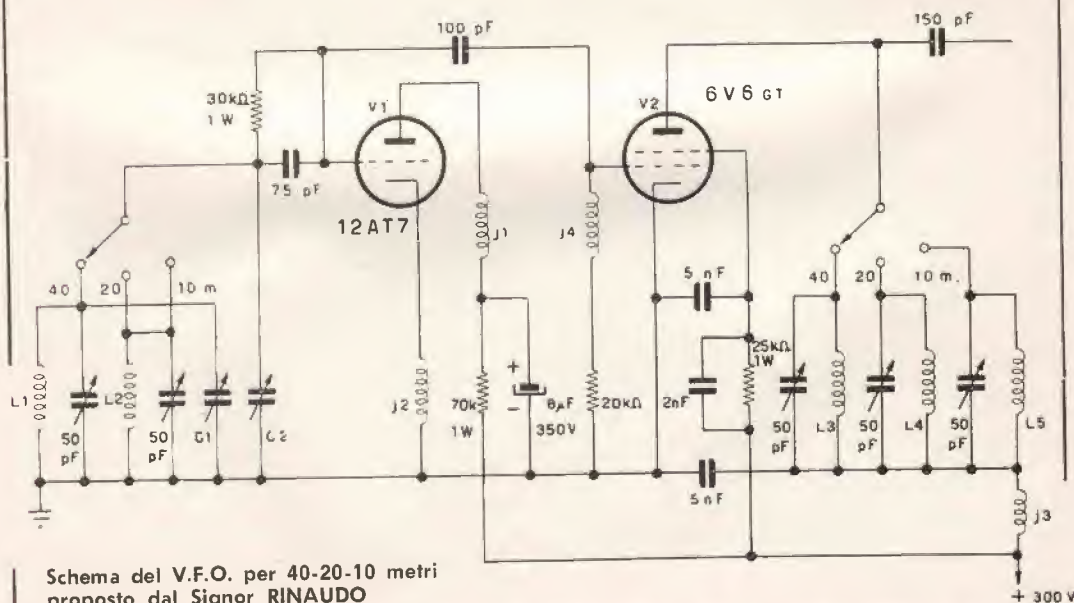 100 pF
150 pF
30kΩ
1 W
V1
V2
6V6 GT
75 pF
12AT7
j1
j4
40
20
10 m
5 nF
40
20
10 m.
25kΩ
1W
L1
L2
50
pF
50
pF
C1
C2
j2
70k
1W
+
-
8µF
350V
20kΩ
2nF
50
pF
L3
50
pF
L4
50
pF
L5
5nF
j3
Schema del V.F.O. per 40-20-10 metri
proposto dal Signor RINAUDO
+ 300 V